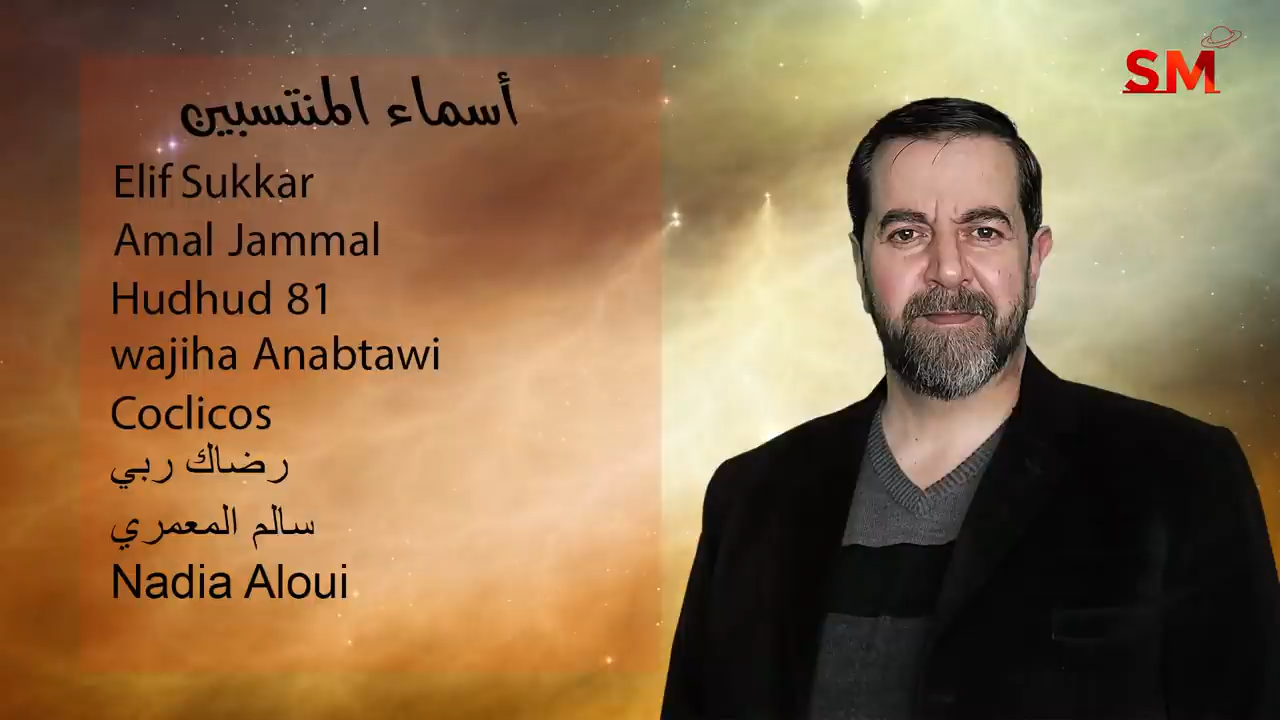 SM
أسماء المنتسبين
Elif Sukkar
Amal Jammal
Hudhud 81
wajiha Anabtawi
Coclicos
رضاك ربي
سالم المعمري
Nadia Aloui